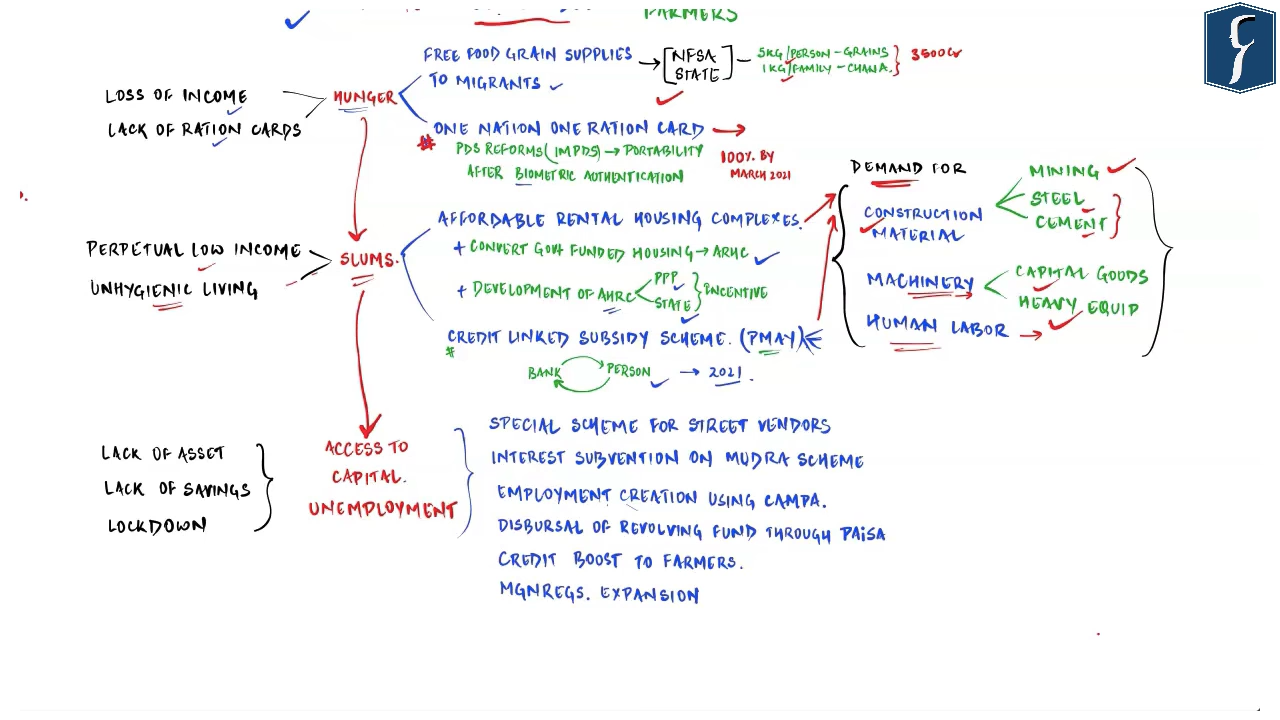 FARMERS
FREE FOOD GRAIN SUPPLIES
TO MIGRANTS
NFSA
STATE
5KG/PERSON - GRAINS
1KG/FAMILY - CHANA.
3500Cr
LOSS OF INCOME
LACK OF RATION CARDS
HUNGER
ONE NATION ONE RATION CARD
PDS REFORMS (IMPDS) → PORTABILITY
AFTER BIOMETRIC AUTHENTICATION
100% BY
MARCH 2021
AFFORDABLE RENTAL HOUSING COMPLEXES.
+ CONVERT GOVT FUNDED HOUSING → ARHC
+ DEVELOPMENT OF AHRC
PPP
STATE
INCENTIVE
PERPETUAL LOW INCOME
UNHYGIENIC LIVING
SLUMS.
CREDIT LINKED SUBSIDY SCHEME. (PMAY)
BANK
PERSON
→ 2021.
DEMAND FOR
CONSTRUCTION
MATERIAL
MINING
STEEL
CEMENT
MACHINERY
CAPITAL GOODS
HEAVY EQUIP
HUMAN LABOR
LACK OF ASSET
LACK OF SAVINGS
LOCKDOWN
ACCESS TO
CAPITAL.
UNEMPLOYMENT
SPECIAL SCHEME FOR STREET VENDORS
INTEREST SUBVENTION ON MUDRA SCHEME
EMPLOYMENT CREATION USING CAMPA.
DISBURSAL OF REVOLVING FUND THROUGH PAiSA
CREDIT BOOST TO FARMERS.
MGNREGS. EXPANSION